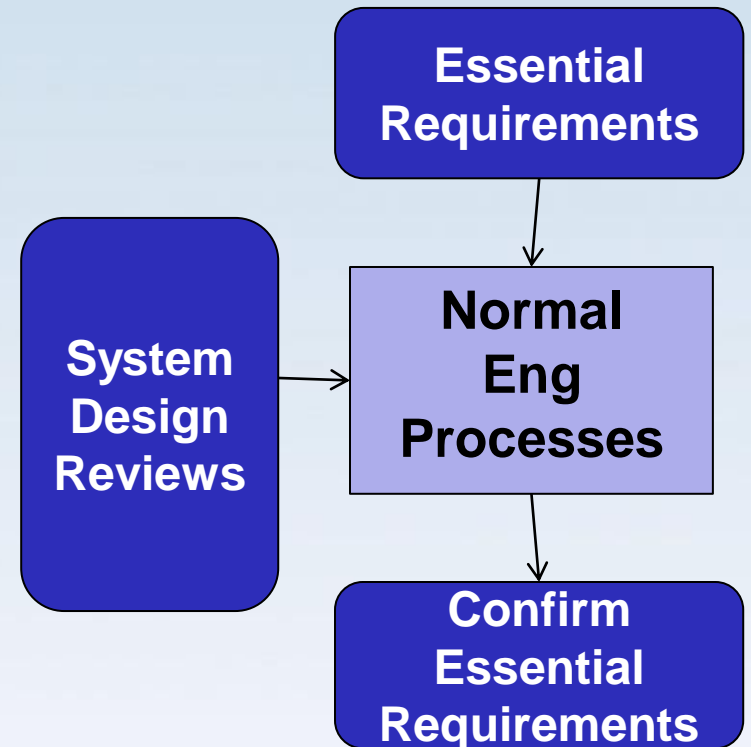 Essential
Requirements
System
Design
Reviews
Normal
Eng
Processes
Confirm
Essential
Requirements